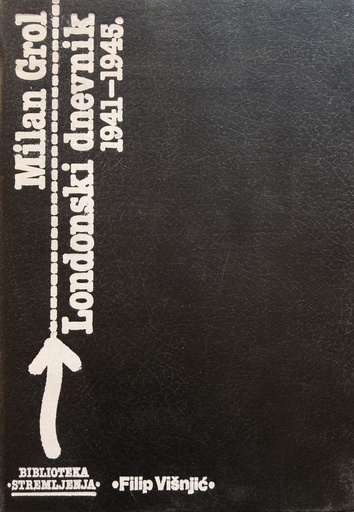 Milan Grol
Londonski dnevnik
1941–1945.
BIBLIOTEKA
•STREMLJENJA•
•Filip Višnjić•